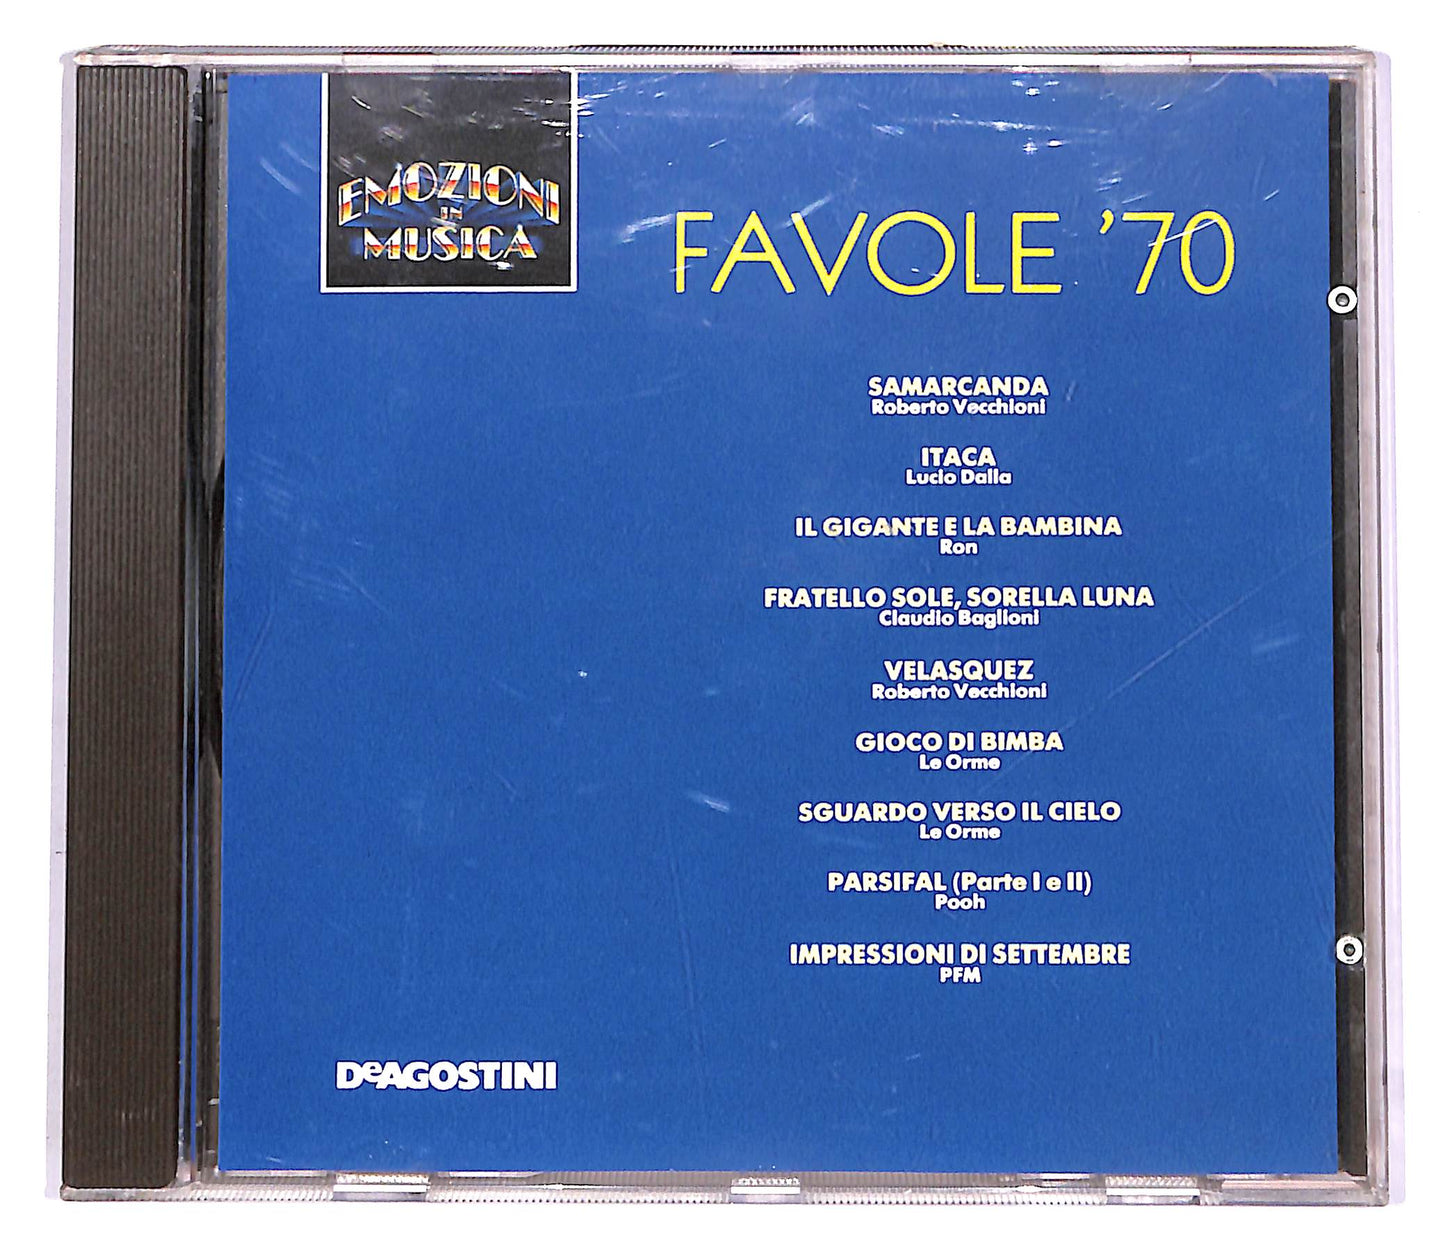 EMOZIONI
IN
MUSICA
FAVOLE '70
SAMARCANDA
Roberto Vecchioni
ITACA
Lucio Dalla
IL GIGANTE E LA BAMBINA
Ron
FRATELLO SOLE, SORELLA LUNA
Claudio Baglioni
VELASQUEZ
Roberto Vecchioni
GIOCO DI BIMBA
Le Orme
SGUARDO VERSO IL CIELO
Le Orme
PARSIFAL (Parte I e II)
Pooh
IMPRESSIONI DI SETTEMBRE
PFM
DeAGOSTINI